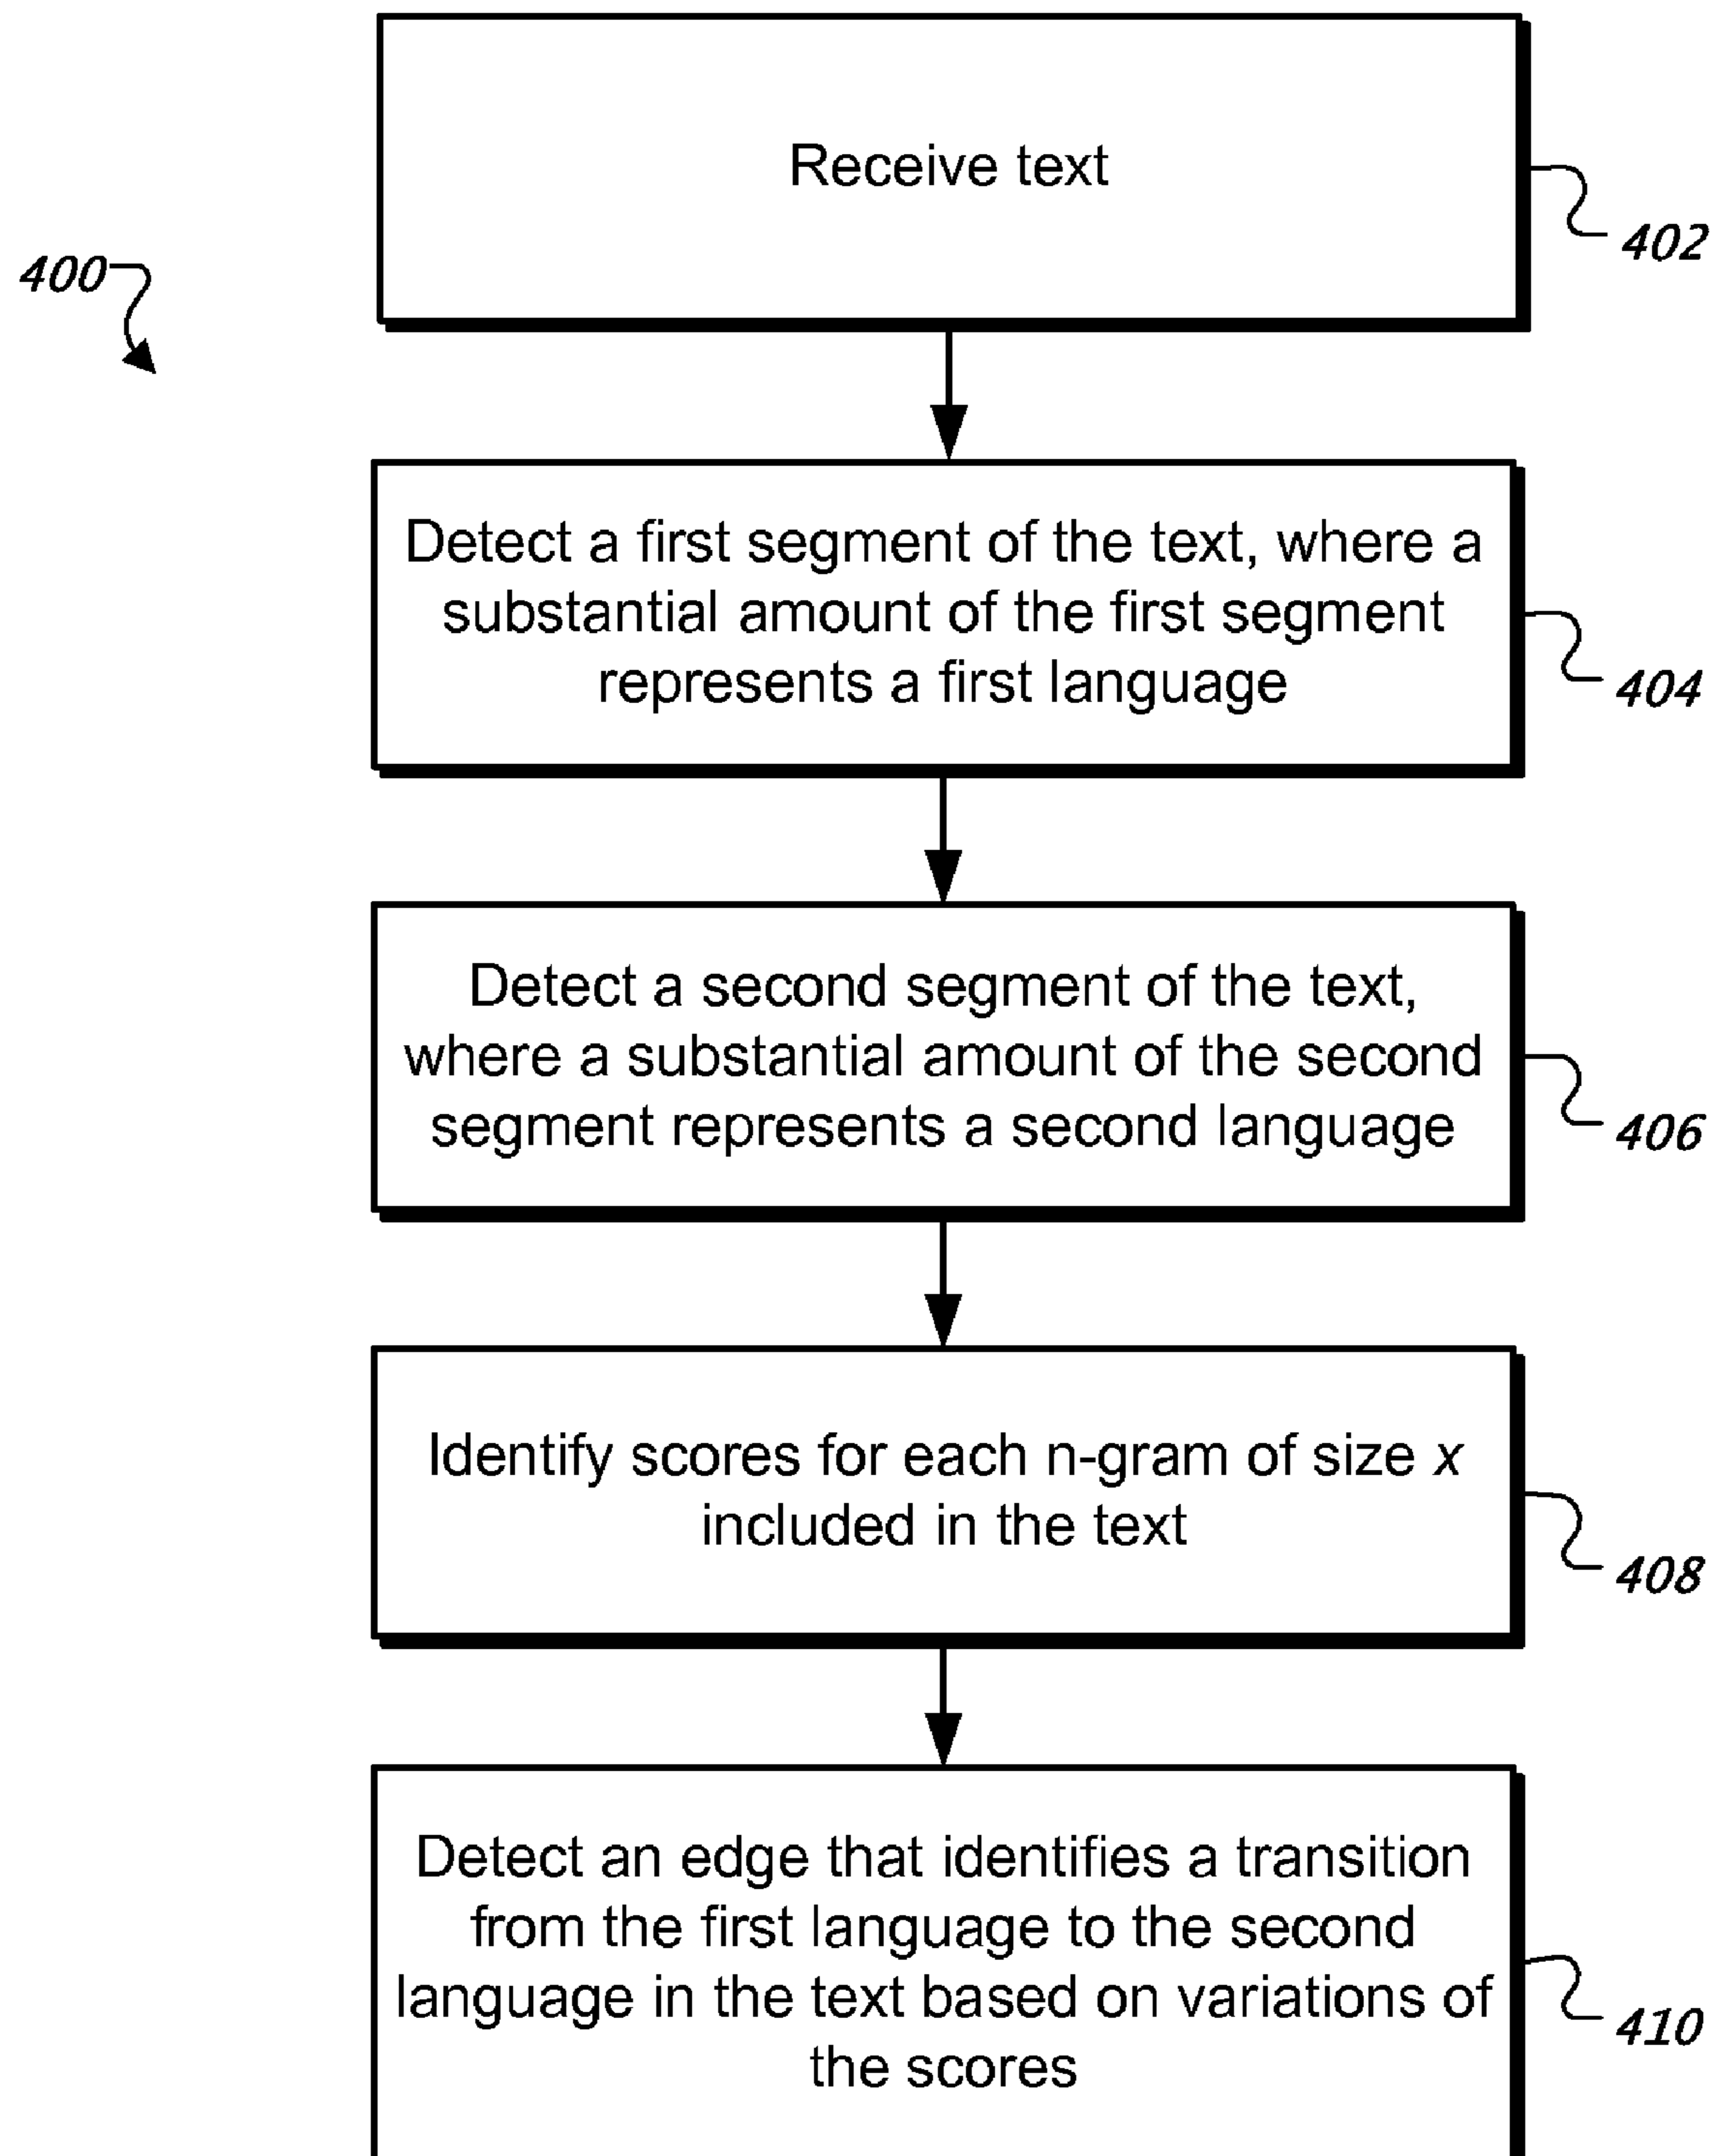 Receive text
402
400
Detect a first segment of the text, where a
substantial amount of the first segment
represents a first language
404
Detect a second segment of the text,
where a substantial amount of the second
segment represents a second language
406
Identify scores for each n-gram of size x
included in the text
408
Detect an edge that identifies a transition
from the first language to the second
language in the text based on variations of
the scores
410